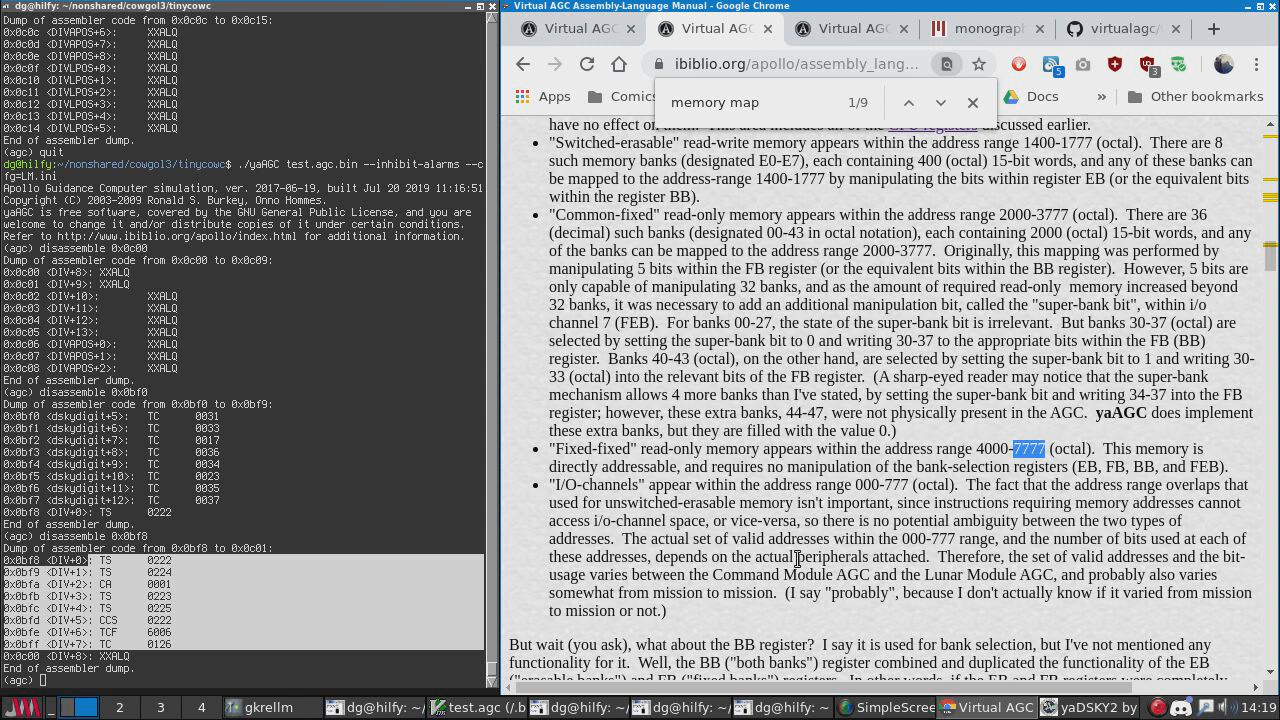 dg@hilfy: ~/nonshared/cowgol3/tinycowc
Dump of assembler code from 0x0c0c to 0x0c15:
0x0c0c <DIVAPOS+6>: XXALQ
0x0c0d <DIVAPOS+7>: XXALQ
0x0c0e <DIVAPOS+8>: XXALQ
0x0c0f <DIVLPOS+0>: XXALQ
0x0c10 <DIVLPOS+1>: XXALQ
0x0c11 <DIVLPOS+2>: XXALQ
0x0c12 <DIVLPOS+3>: XXALQ
0x0c13 <DIVLPOS+4>: XXALQ
0x0c14 <DIVLPOS+5>: XXALQ
End of assembler dump.
(agc) quit
dg@hilfy:~/nonshared/cowgol3/tinycowc$ ./yaAGC test.agc.bin --inhibit-alarms --c
fg=LM.ini
Apollo Guidance Computer simulation, ver. 2017-06-19, built Jul 20 2019 11:16:51
Copyright (C) 2003-2009 Ronald S. Burkey, Onno Hommes.
yaAGC is free software, covered by the GNU General Public License, and you are
welcome to change it and/or distribute copies of it under certain conditions.
Refer to http://www.ibiblio.org/apollo/index.html for additional information.
(agc) disassemble 0x0c00
Dump of assembler code from 0x0c00 to 0x0c09:
0x0c00 <DIV+8>: XXALQ
0x0c01 <DIV+9>: XXALQ
0x0c02 <DIV+10>: XXALQ
0x0c03 <DIV+11>: XXALQ
0x0c04 <DIV+12>: XXALQ
0x0c05 <DIV+13>: XXALQ
0x0c06 <DIVAPOS+0>: XXALQ
0x0c07 <DIVAPOS+1>: XXALQ
0x0c08 <DIVAPOS+2>: XXALQ
End of assembler dump.
(agc) disassemble 0x0bf0
Dump of assembler code from 0x0bf0 to 0x0bf9:
0x0bf0 <dskydigit+5>: TC 0031
0x0bf1 <dskydigit+6>: TC 0033
0x0bf2 <dskydigit+7>: TC 0017
0x0bf3 <dskydigit+8>: TC 0036
0x0bf4 <dskydigit+9>: TC 0034
0x0bf5 <dskydigit+10>: TC 0023
0x0bf6 <dskydigit+11>: TC 0035
0x0bf7 <dskydigit+12>: TC 0037
0x0bf8 <DIV+0>: TS 0222
End of assembler dump.
(agc) disassemble 0x0bf8
Dump of assembler code from 0x0bf8 to 0x0c01:
0x0bf8 <DIV+0>: TS 0222
0x0bf9 <DIV+1>: TS 0224
0x0bfa <DIV+2>: CA 0001
0x0bfb <DIV+3>: TS 0223
0x0bfc <DIV+4>: TS 0225
0x0bfd <DIV+5>: CCS 0222
0x0bfe <DIV+6>: TCF 6006
0x0bff <DIV+7>: TC 0126
0x0c00 <DIV+8>: XXALQ
End of assembler dump.
(agc)
Virtual AGC Assembly-Language Manual - Google Chrome
Virtual AGC
Virtual AGC
Virtual AGC
monograph
virtualagc/
ibiblio.org/apollo/assembly_lang...
5
3
Apps
Comics
Docs
»
Other bookmarks
memory map 1/9
have no effect on them. This area includes all of the CPU registers discussed earlier.
• "Switched-erasable" read-write memory appears within the address range 1400-1777 (octal). There are 8
such memory banks (designated E0-E7), each containing 400 (octal) 15-bit words, and any of these banks can
be mapped to the address-range 1400-1777 by manipulating the bits within register EB (or the equivalent bits
within the register BB).
• "Common-fixed" read-only memory appears within the address range 2000-3777 (octal). There are 36
(decimal) such banks (designated 00-43 in octal notation), each containing 2000 (octal) 15-bit words, and any
of the banks can be mapped to the address range 2000-3777. Originally, this mapping was performed by
manipulating 5 bits within the FB register (or the equivalent bits within the BB register). However, 5 bits are
only capable of manipulating 32 banks, and as the amount of required read-only memory increased beyond
32 banks, it was necessary to add an additional manipulation bit, called the "super-bank bit", within i/o
channel 7 (FEB). For banks 00-27, the state of the super-bank bit is irrelevant. But banks 30-37 (octal) are
selected by setting the super-bank bit to 0 and writing 30-37 to the appropriate bits within the FB (BB)
register. Banks 40-43 (octal), on the other hand, are selected by setting the super-bank bit to 1 and writing 30-
33 (octal) into the relevant bits of the FB register. (A sharp-eyed reader may notice that the super-bank
mechanism allows 4 more banks than I've stated, by setting the super-bank bit and writing 34-37 into the FB
register; however, these extra banks, 44-47, were not physically present in the AGC. yaAGC does implement
these extra banks, but they are filled with the value 0.)
• "Fixed-fixed" read-only memory appears within the address range 4000-7777 (octal). This memory is
directly addressable, and requires no manipulation of the bank-selection registers (EB, FB, BB, and FEB).
• "I/O-channels" appear within the address range 000-777 (octal). The fact that the address range overlaps that
used for unswitched-erasable memory isn't important, since instructions requiring memory addresses cannot
access i/o-channel space, or vice-versa, so there is no potential ambiguity between the two types of
addresses. The actual set of valid addresses within the 000-777 range, and the number of bits used at each of
these addresses, depends on the actual peripherals attached. Therefore, the set of valid addresses and the bit-
usage varies between the Command Module AGC and the Lunar Module AGC, and probably also varies
somewhat from mission to mission. (I say "probably", because I don't actually know if it varied from mission
to mission or not.)
But wait (you ask), what about the BB register? I say it is used for bank selection, but I've not mentioned any
functionality for it. Well, the BB ("both banks") register combined and duplicated the functionality of the EB
2 3 4 gkrellm dg@hilfy: ~/ test.agc (/.b dg@hilfy: ~/ dg@hilfy: ~/ dg@hilfy: ~/ SimpleScree Virtual AGC yaDSKY2 by 14:19